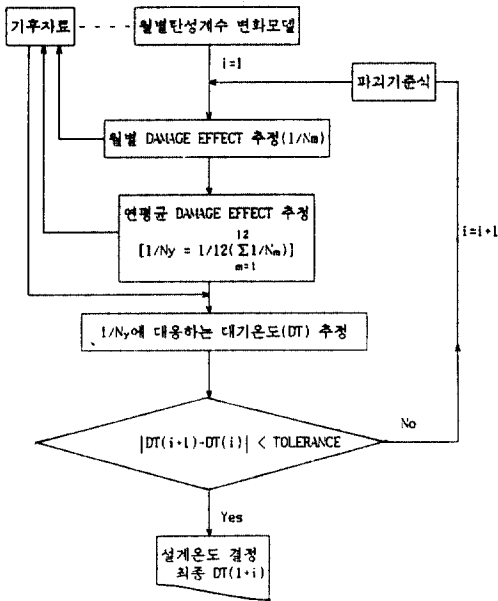 기후자료
월별탄성계수 변화모델
i=1
파괴기준식
월별 DAMAGE EFFECT 추정(1/Nm)
연평균 DAMAGE EFFECT 추정
12
[1/Ny = 1/12(∑1/Nm)]
m=1
i=i+1
1/Ny에 대응하는 대기온도(DT) 추정
No
|DT(i+1)-DT(i)| < TOLERANCE
Yes
설계온도 결정
최종 DT(1+i)